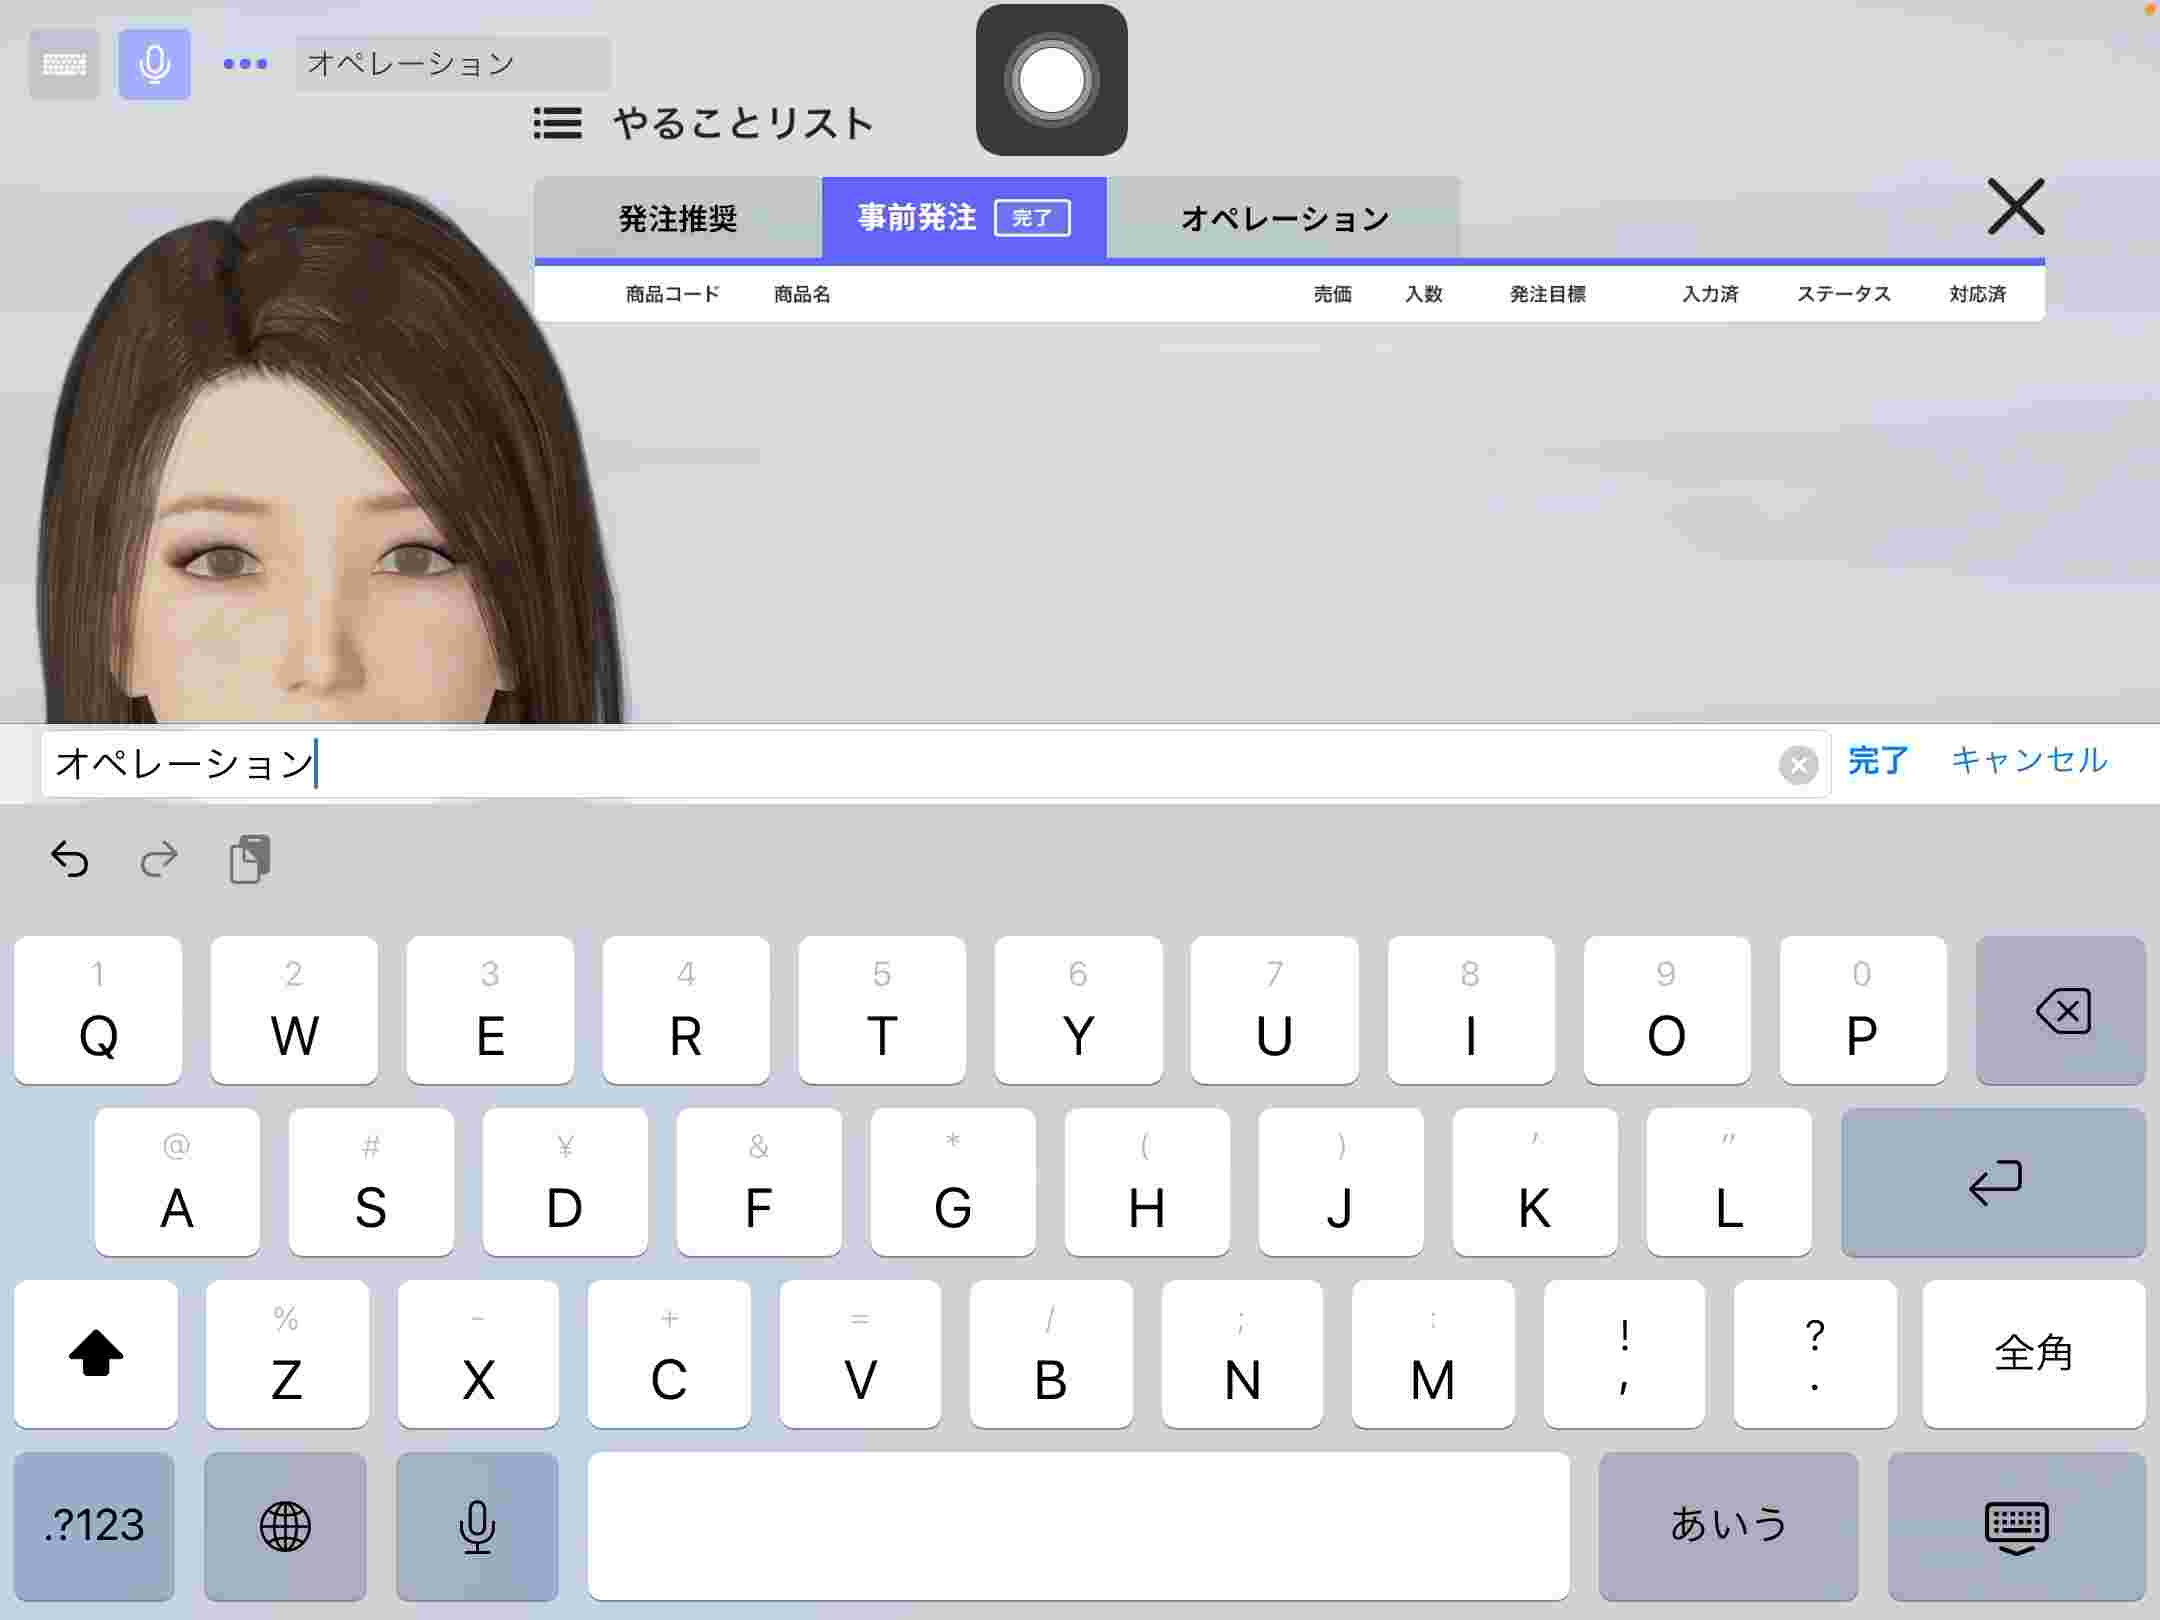 オペレーション
やることリスト
発注推奨 事前発注 完了 オペレーション
商品コード 商品名 売価 入数 発注目標 入力済 ステータス 対応済
オペレーション 完了 キャンセル
1 2 3 4 5 6 7 8 9 0
Q W E R T Y U I O P
@ # ¥ & * ( ) ' "
A S D F G H J K L
% - + = / ; : ! ?
Z X C V B N M , . 全角
.?123 あいう